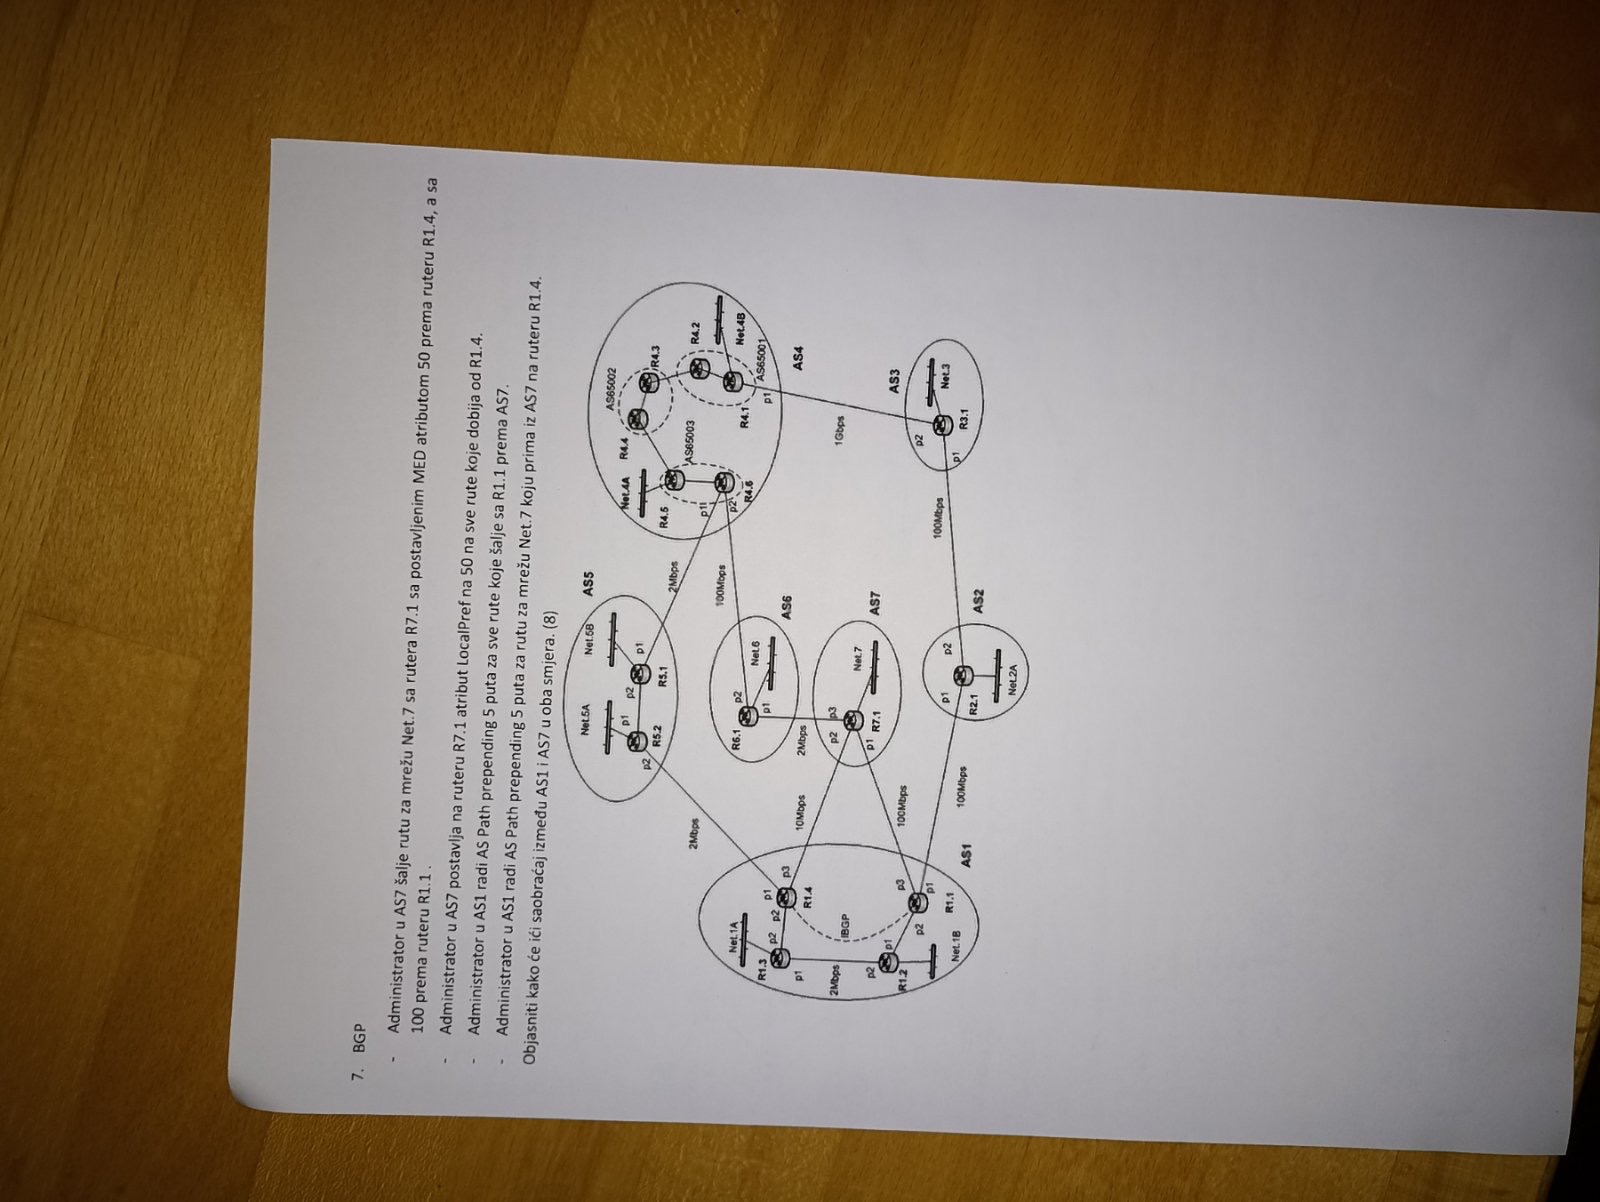 7. BGP
- Administrator u AS7 šalje rutu za mrežu Net.7 sa rutera R7.1 sa postavljenim MED atributom 50 prema ruteru R1.4, a sa
100 prema ruteru R1.1 .
- Administrator u AS7 postavlja na ruteru R7.1 atribut LocalPref na 50 na sve rute koje dobija od R1.4.
- Administrator u AS1 radi AS Path prepending 5 puta za sve rute koje šalje sa R1.1 prema AS7.
- Administrator u AS1 radi AS Path prepending 5 puta za rutu za mrežu Net.7 koju prima iz AS7 na ruteru R1.4.
Objasniti kako će ići saobraćaj između AS1 i AS7 u oba smjera. (8)
Net.5A
Net.5B
AS5
p1
p2
p1
p2
R5.2
R5.1
2Mbps
2Mbps
AS65002
Net.4A
R4.4
R4.3
R4.5
AS65003
R4.2
p1
p2
R4.6
R4.1
Net.4B
p1
AS65001
AS4
100Mbps
R6.1
p2
p1
Net.6
AS6
2Mbps
Net.1A
R1.3
p2
p2
p1
p3
p1
R1.4
10Mbps
2Mbps
IBGP
p2
p1
R1.2
p2
p3
p1
Net.1B
R1.1
AS1
p2
p3
Net.7
p1
R7.1
AS7
100Mbps
100Mbps
p1
p2
R2.1
AS2
Net.2A
100Mbps
1Gbps
AS3
p2
p1
Net.3
R3.1